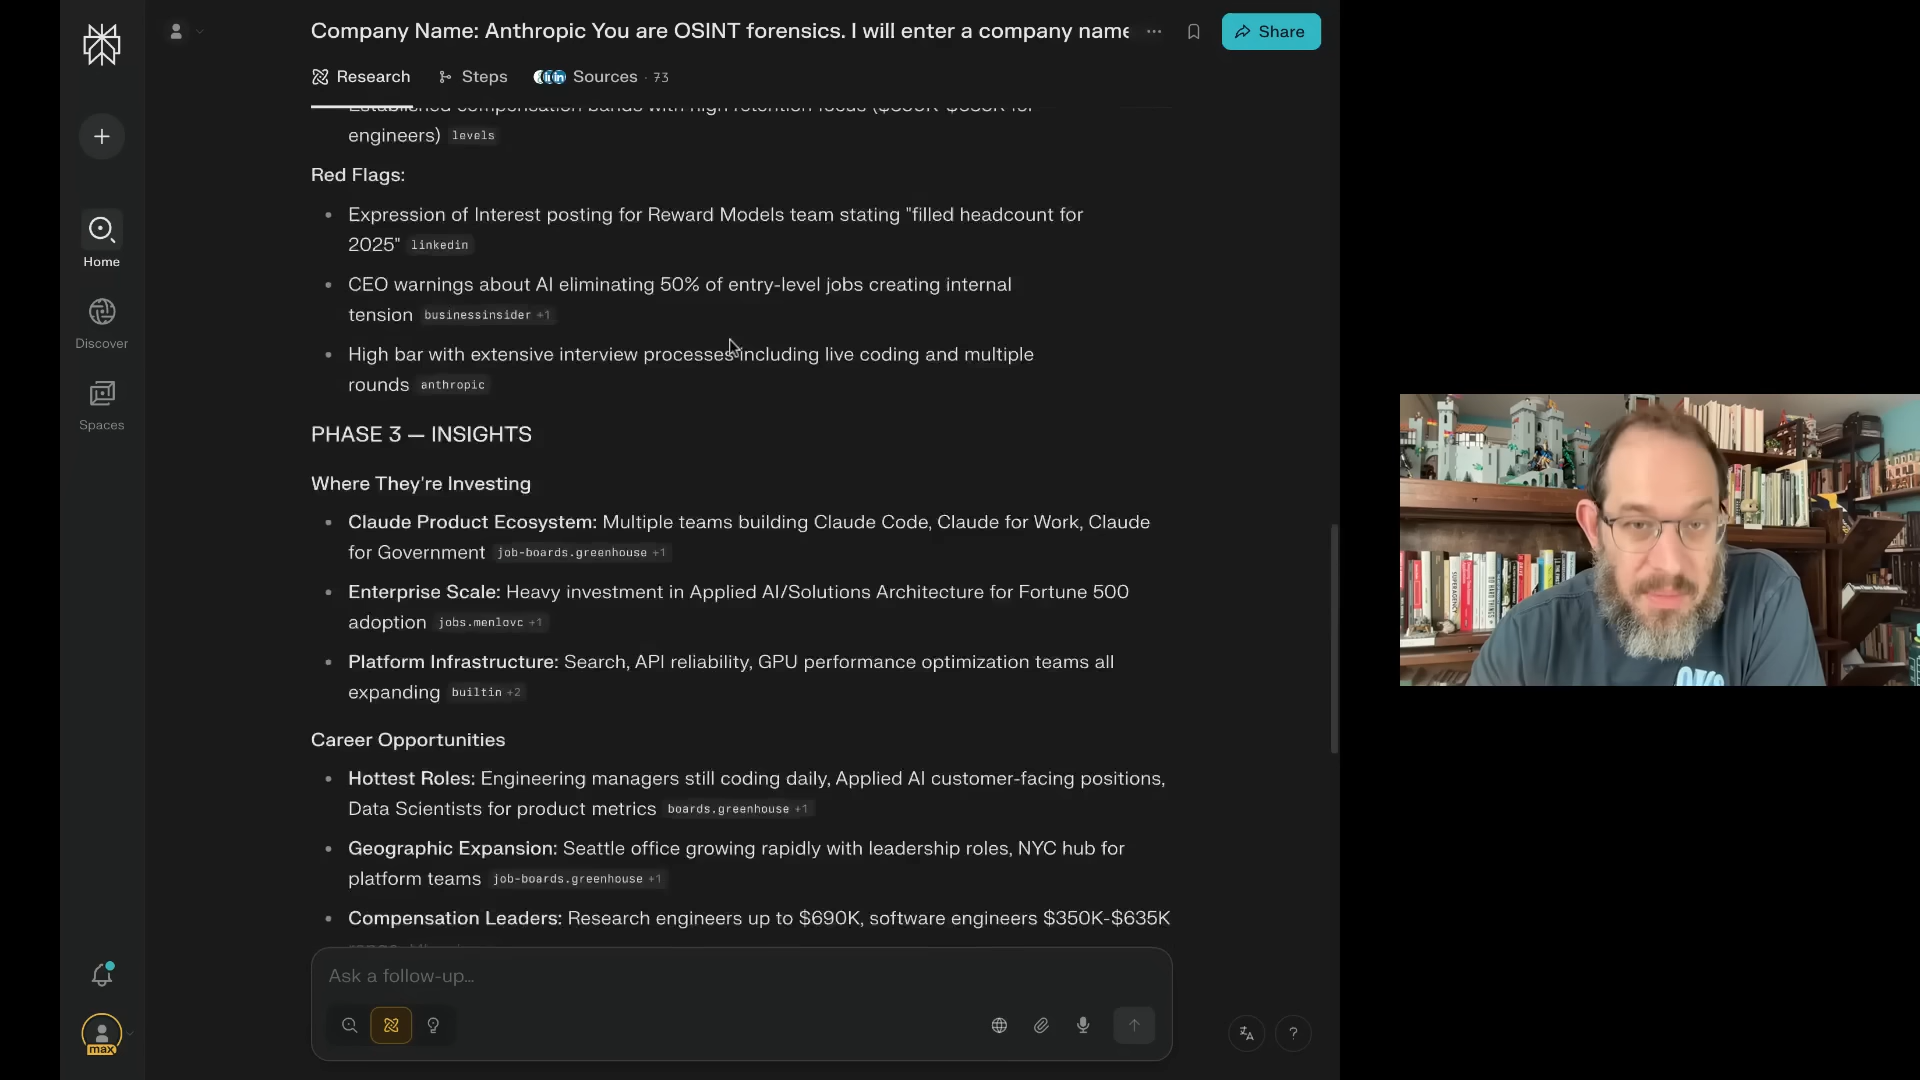 Company Name: Anthropic You are OSINT forensics. I will enter a company name
Share
Research
Steps
Sources · 73
engineers) levels
Red Flags:
Expression of Interest posting for Reward Models team stating "filled headcount for
2025" linkedin
CEO warnings about AI eliminating 50% of entry-level jobs creating internal
tension businessinsider +1
High bar with extensive interview processes including live coding and multiple
rounds anthropic
PHASE 3 — INSIGHTS
Where They're Investing
Claude Product Ecosystem: Multiple teams building Claude Code, Claude for Work, Claude
for Government job-boards.greenhouse +1
Enterprise Scale: Heavy investment in Applied AI/Solutions Architecture for Fortune 500
adoption jobs.menlovc +1
Platform Infrastructure: Search, API reliability, GPU performance optimization teams all
expanding builtin +2
Career Opportunities
Hottest Roles: Engineering managers still coding daily, Applied AI customer-facing positions,
Data Scientists for product metrics boards.greenhouse +1
Geographic Expansion: Seattle office growing rapidly with leadership roles, NYC hub for
platform teams job-boards.greenhouse +1
Compensation Leaders: Research engineers up to $690K, software engineers $350K-$635K
Ask a follow-up...
Home
Discover
Spaces
max
?